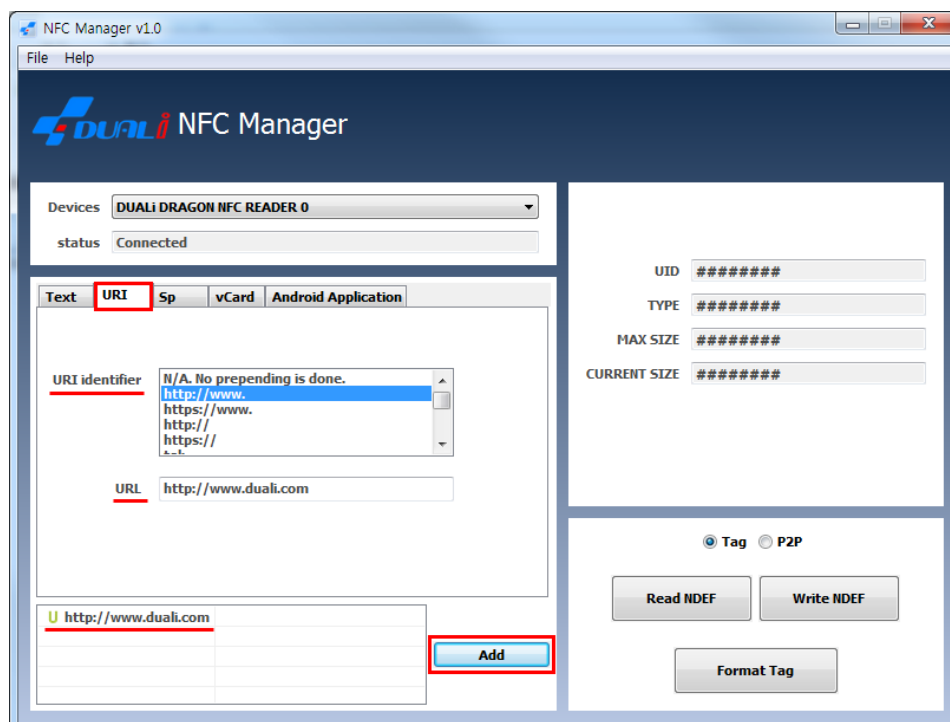 NFC Manager v1.0
File Help
DUALi NFC Manager
Devices DUALi DRAGON NFC READER 0
status Connected
Text URI Sp vCard Android Application
URI identifier
N/A. No prepending is done.
http://www.
https://www.
http://
https://
URL http://www.duali.com
U http://www.duali.com
Add
UID ########
TYPE ########
MAX SIZE ########
CURRENT SIZE ########
Tag P2P
Read NDEF Write NDEF
Format Tag